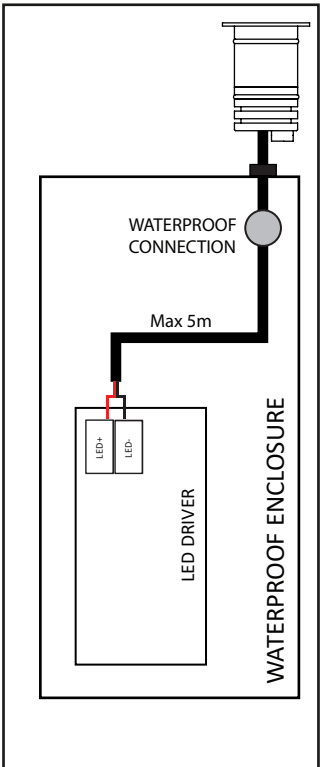 WATERPROOF
CONNECTION
Max 5m
LED+
LED-
LED DRIVER
WATERPROOF ENCLOSURE